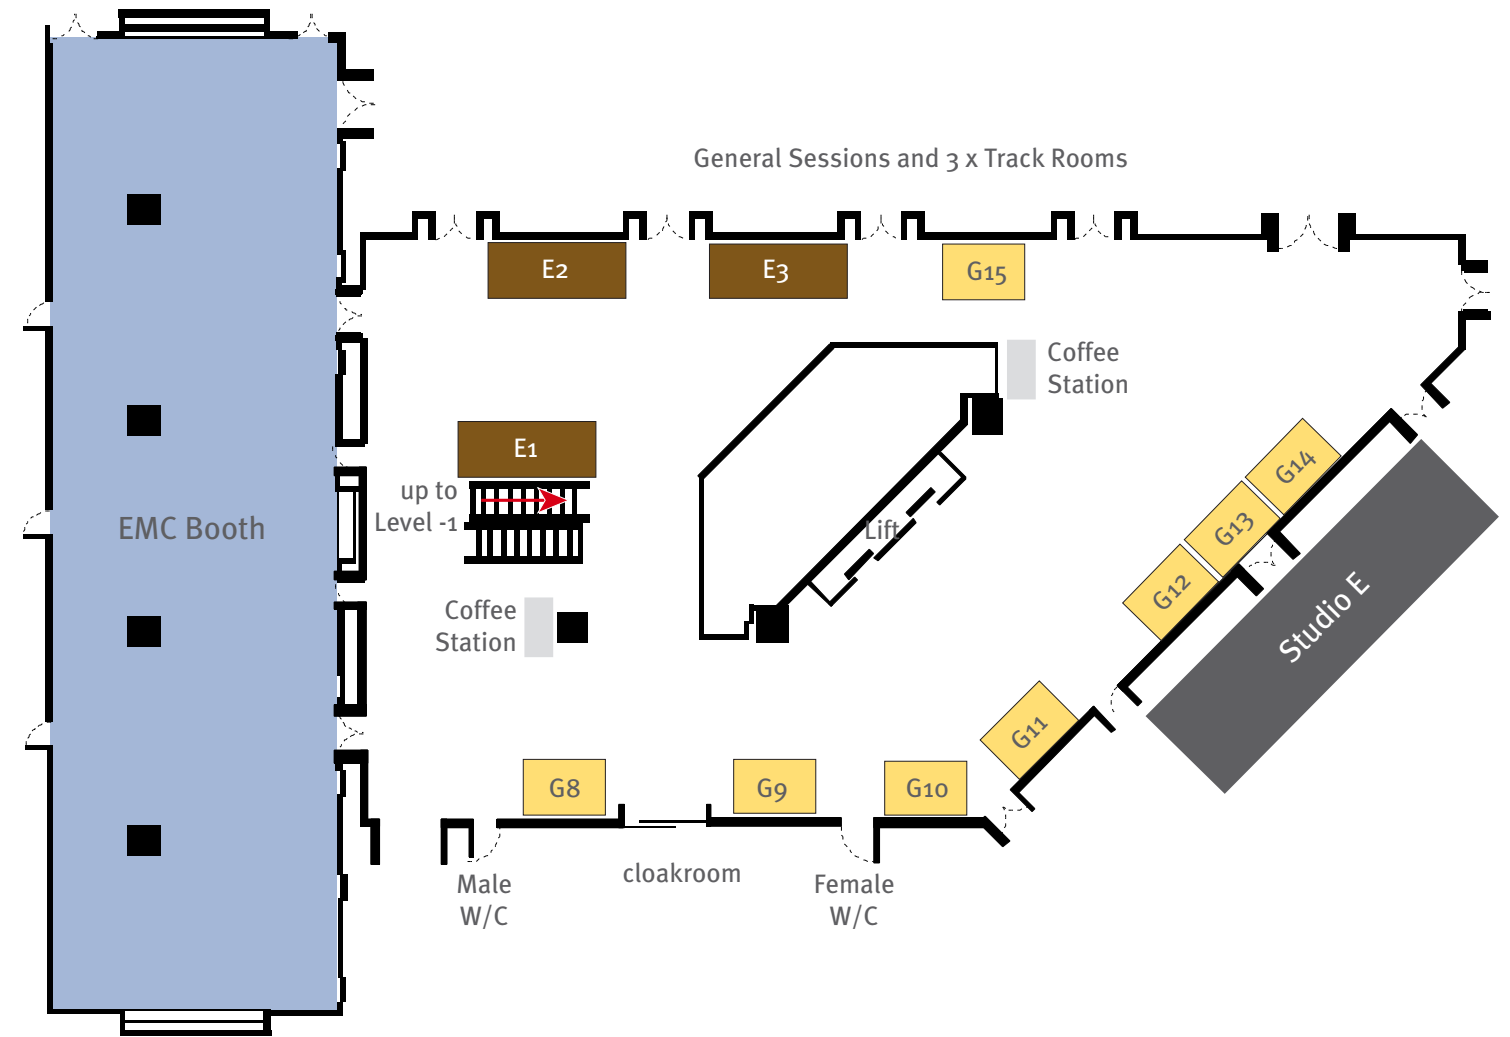 General Sessions and 3 x Track Rooms
E2
E3
G15
Coffee
Station
E1
up to
Level -1
EMC Booth
Lift
G14
G13
G12
Studio E
Coffee
Station
G11
G8
G9
G10
cloakroom
Male
W/C
Female
W/C